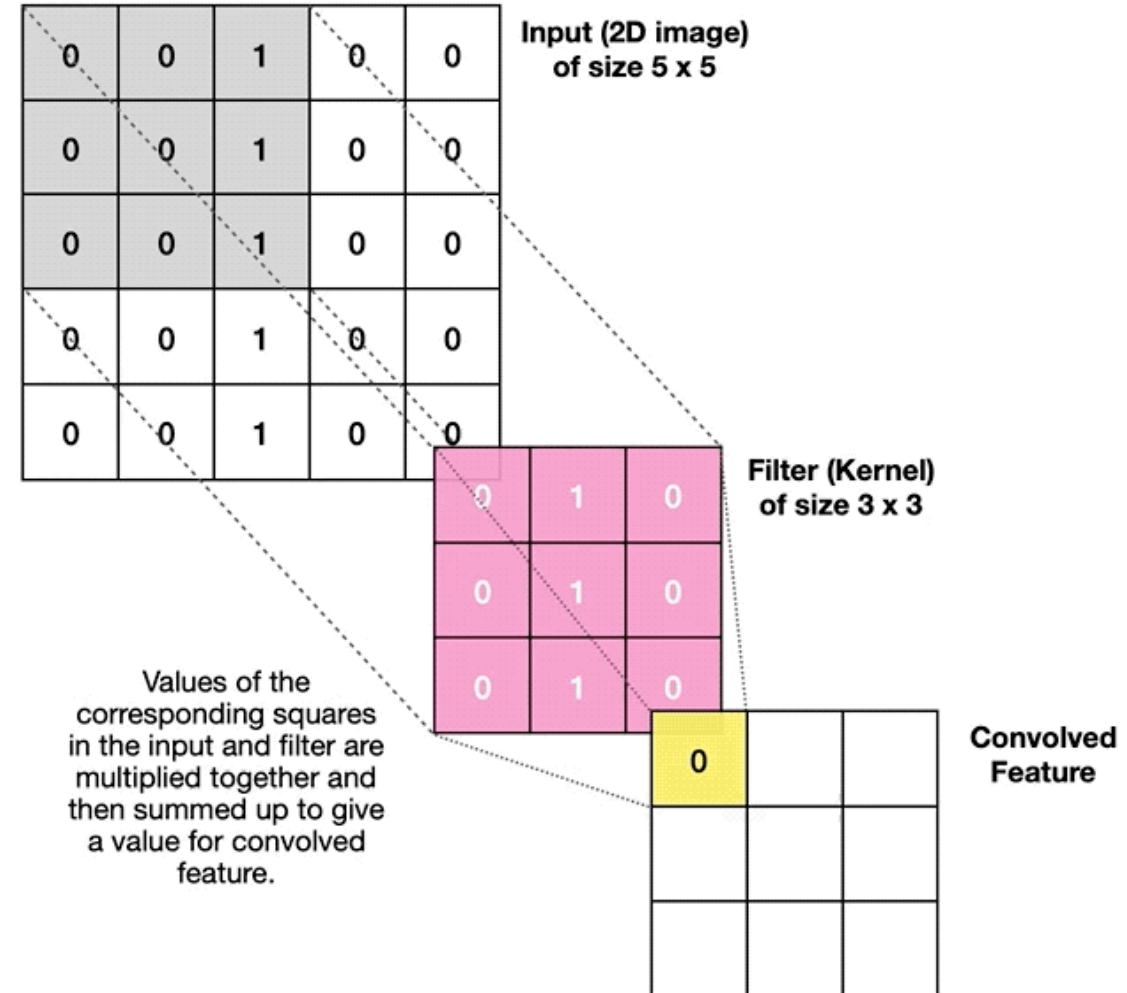 0 0 1 0 0
Input (2D image)
of size 5 x 5
0 0 1 0 0
0 0 1 0 0
0 0 1 0 0
0 0 1 0 0
Filter (Kernel)
of size 3 x 3
0 1 0
0 1 0
0 1 0
Values of the
corresponding squares
in the input and filter are
multiplied together and
then summed up to give
a value for convolved
feature.
0
Convolved
Feature